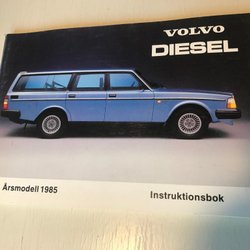 VOLVO
DIESEL
Årsmodell 1985
Instruktionsbok